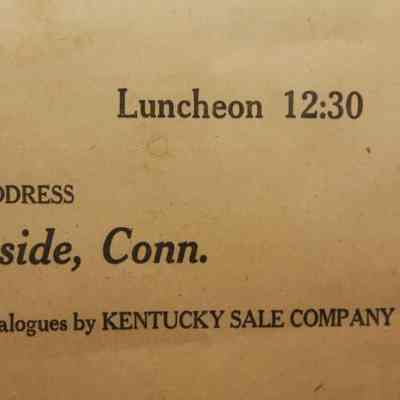 Luncheon 12:30
DDRESS
side, Conn.
alogues by KENTUCKY SALE COMPANY